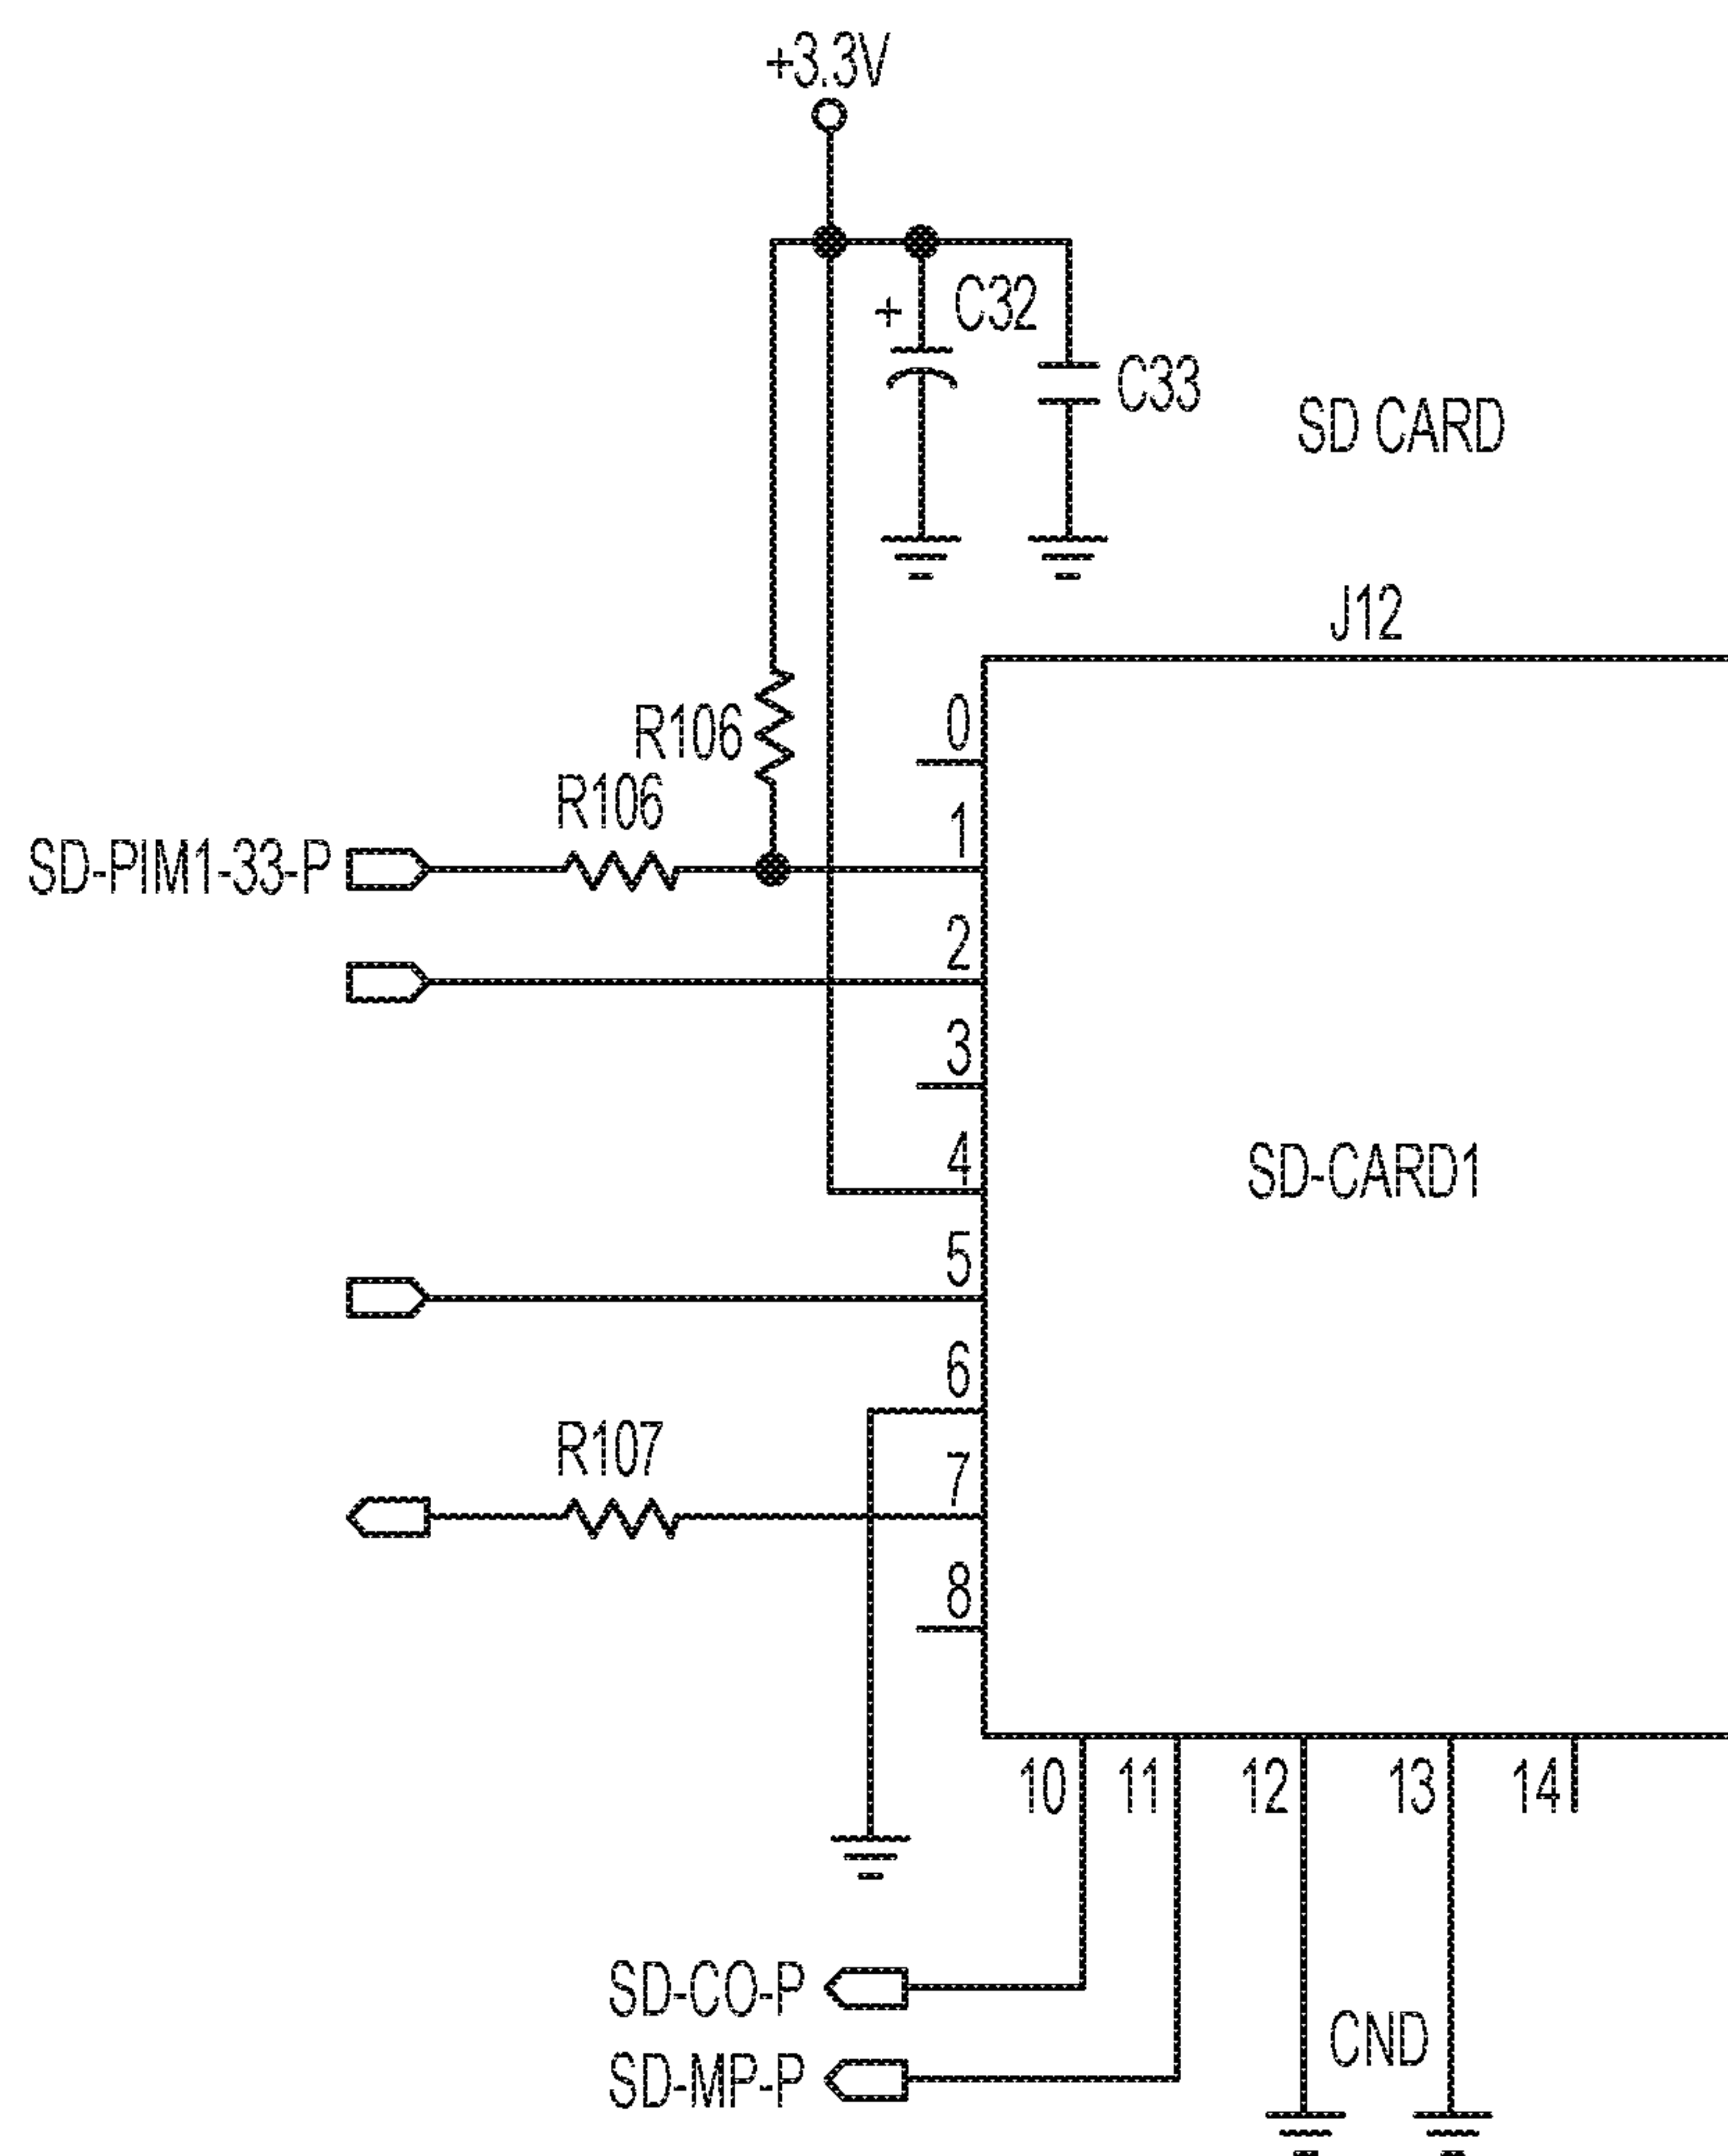 +3.3V
C32
C33
SD CARD
J12
R106
0
R106
1
SD-PIM1-33-P
2
3
4
SD-CARD1
5
6
R107
7
8
10 11 12 13 14
SD-CO-P
CND
SD-MP-P